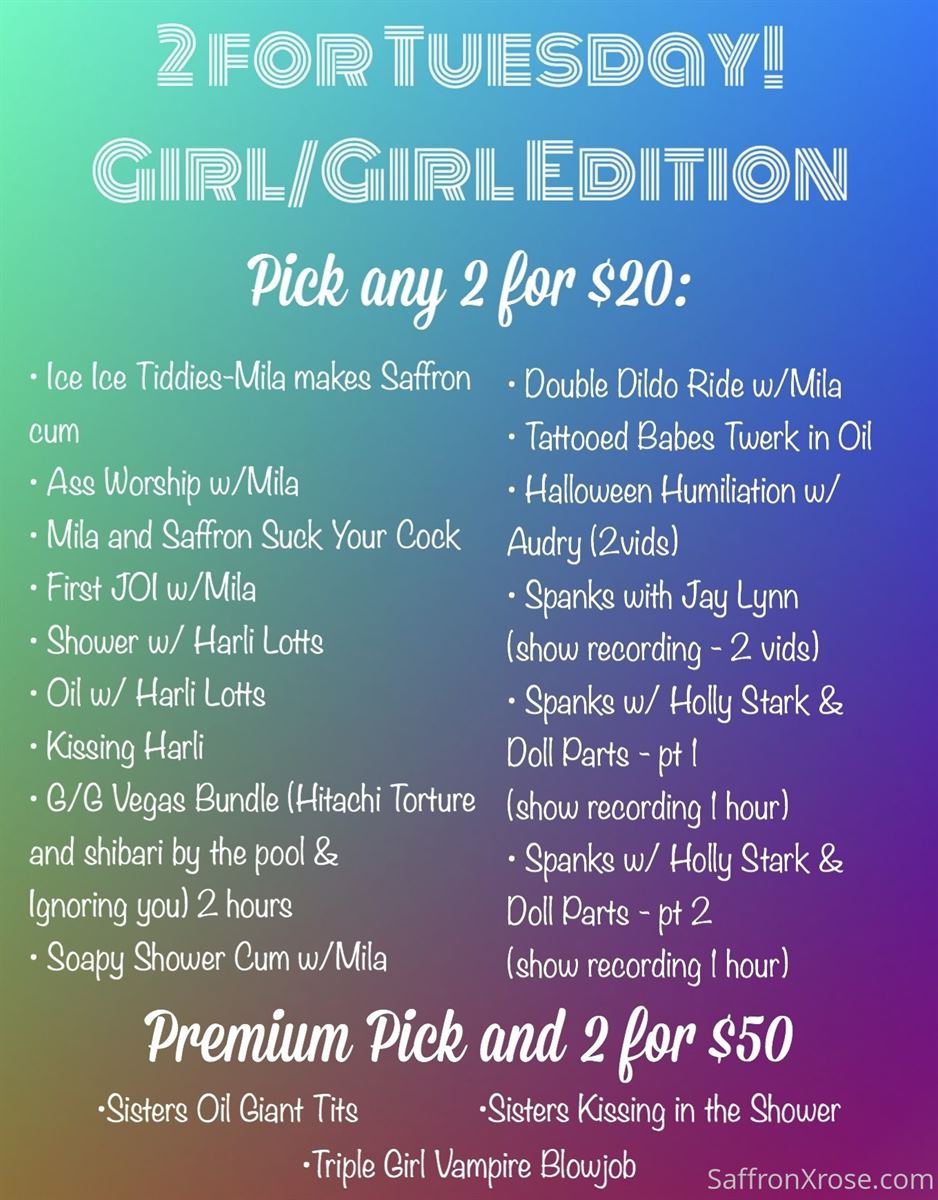 2 for Tuesday!
Girl/Girl Edition
Pick any 2 for $20:
• Ice Ice Tiddies-Mila makes Saffron
cum
• Ass Worship w/Mila
• Mila and Saffron Suck Your Cock
• First JOI w/Mila
• Shower w/ Harli Lotts
• Oil w/ Harli Lotts
• Kissing Harli
• G/G Vegas Bundle (Hitachi Torture
and shibari by the pool &
Ignoring you) 2 hours
• Soapy Shower Cum w/Mila
• Double Dildo Ride w/Mila
• Tattooed Babes Twerk in Oil
• Halloween Humiliation w/
Audry (2vids)
• Spanks with Jay Lynn
(show recording - 2 vids)
• Spanks w/ Holly Stark &
Doll Parts - pt 1
(show recording 1 hour)
• Spanks w/ Holly Stark &
Doll Parts - pt 2
(show recording 1 hour)
Premium Pick and 2 for $50
•Sisters Oil Giant Tits
•Sisters Kissing in the Shower
•Triple Girl Vampire Blowjob
SaffronXrose.com